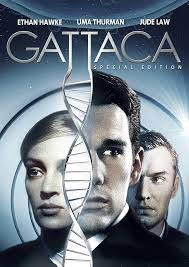 ETHAN HAWKE UMA THURMAN JUDE LAW
GATTACA
SPECIAL EDITION